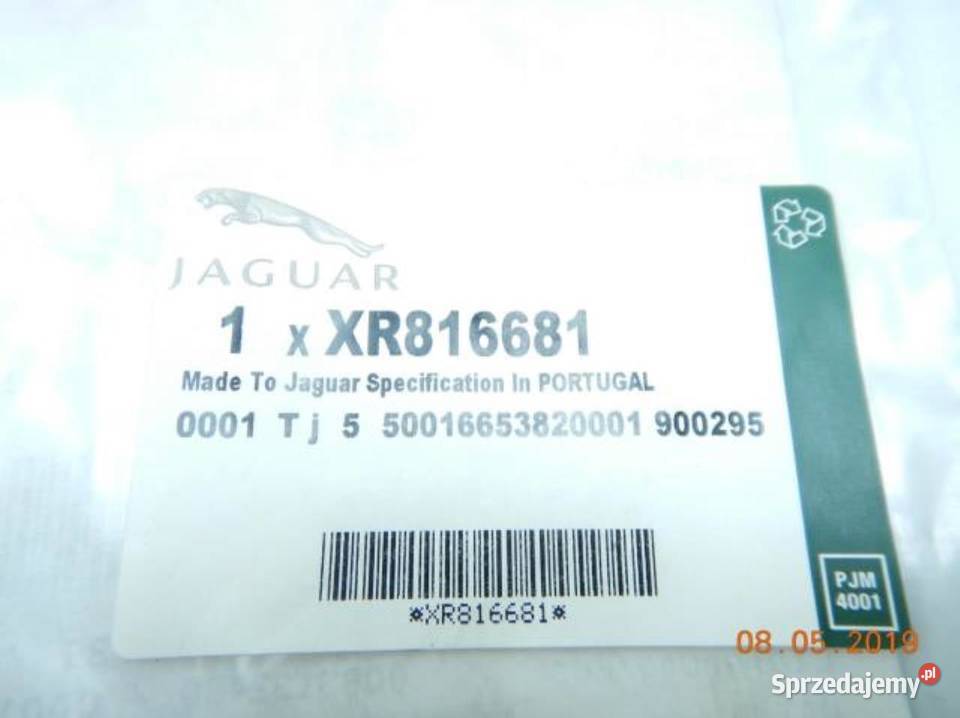 JAGUAR
1 x XR816681
Made To Jaguar Specification In PORTUGAL
0001 Tj 5 50016653820001 900295
*XR816681*
PJM
4001
08.05.2019
Sprzedajemy.pl